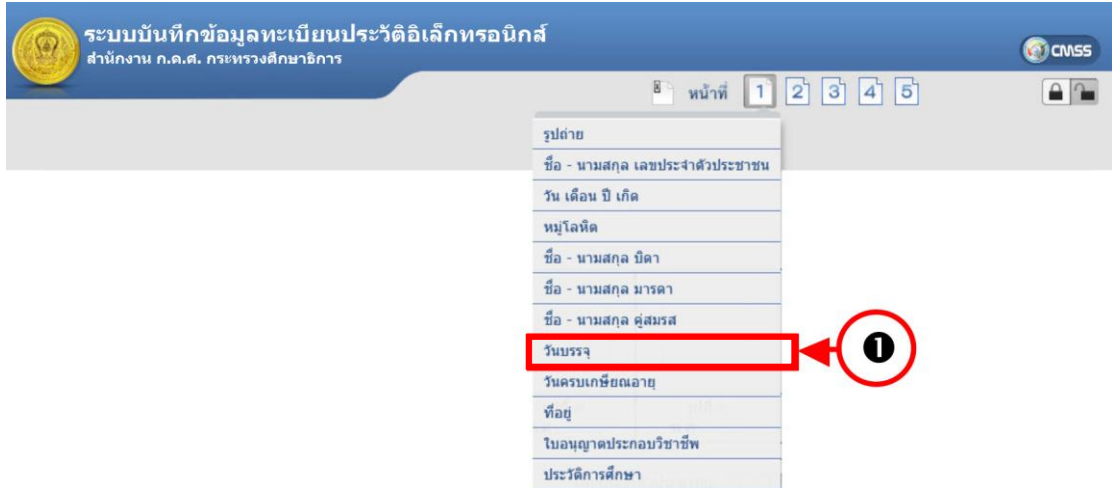 ระบบบันทึกข้อมูลทะเบียนประวัติอิเล็กทรอนิกส์
สำนักงาน ก.ค.ศ. กระทรวงศึกษาธิการ
CMSS
หน้าที่ 1 2 3 4 5
รูปถ่าย
ชื่อ - นามสกุล เลขประจำตัวประชาชน
วัน เดือน ปี เกิด
หมู่โลหิต
ชื่อ - นามสกุล บิดา
ชื่อ - นามสกุล มารดา
ชื่อ - นามสกุล คู่สมรส
วันบรรจุ
❶
วันครบเกษียณอายุ
ที่อยู่
ใบอนุญาตประกอบวิชาชีพ
ประวัติการศึกษา